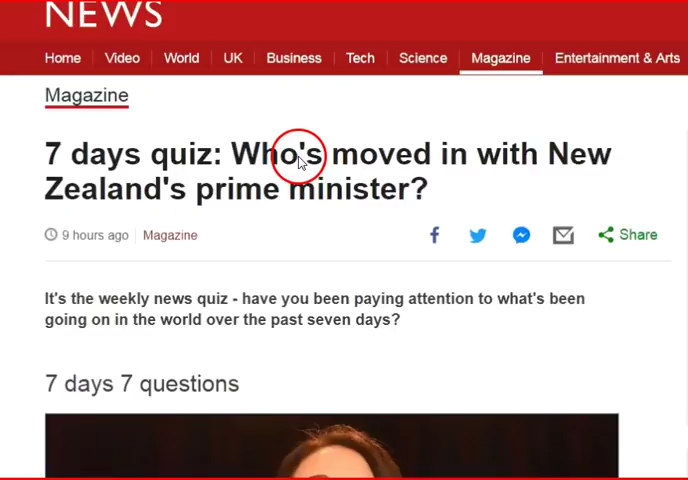 NEWS
Home Video World UK Business Tech Science Magazine Entertainment & Arts
Magazine
7 days quiz: Who's moved in with New
Zealand's prime minister?
9 hours ago Magazine Share
It's the weekly news quiz - have you been paying attention to what's been
going on in the world over the past seven days?
7 days 7 questions